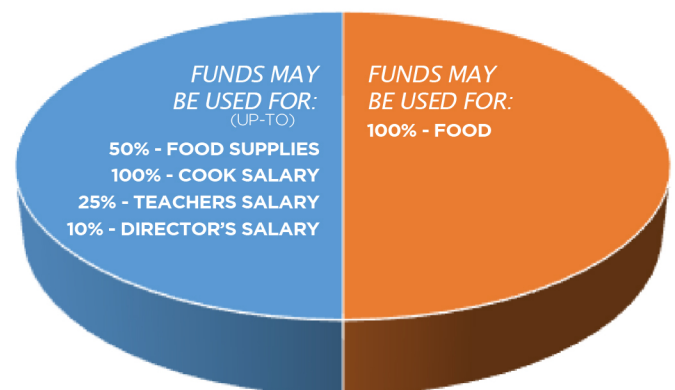 FUNDS MAY
BE USED FOR:
(UP-TO)
50% - FOOD SUPPLIES
100% - COOK SALARY
25% - TEACHERS SALARY
10% - DIRECTOR'S SALARY
FUNDS MAY
BE USED FOR:
100% - FOOD